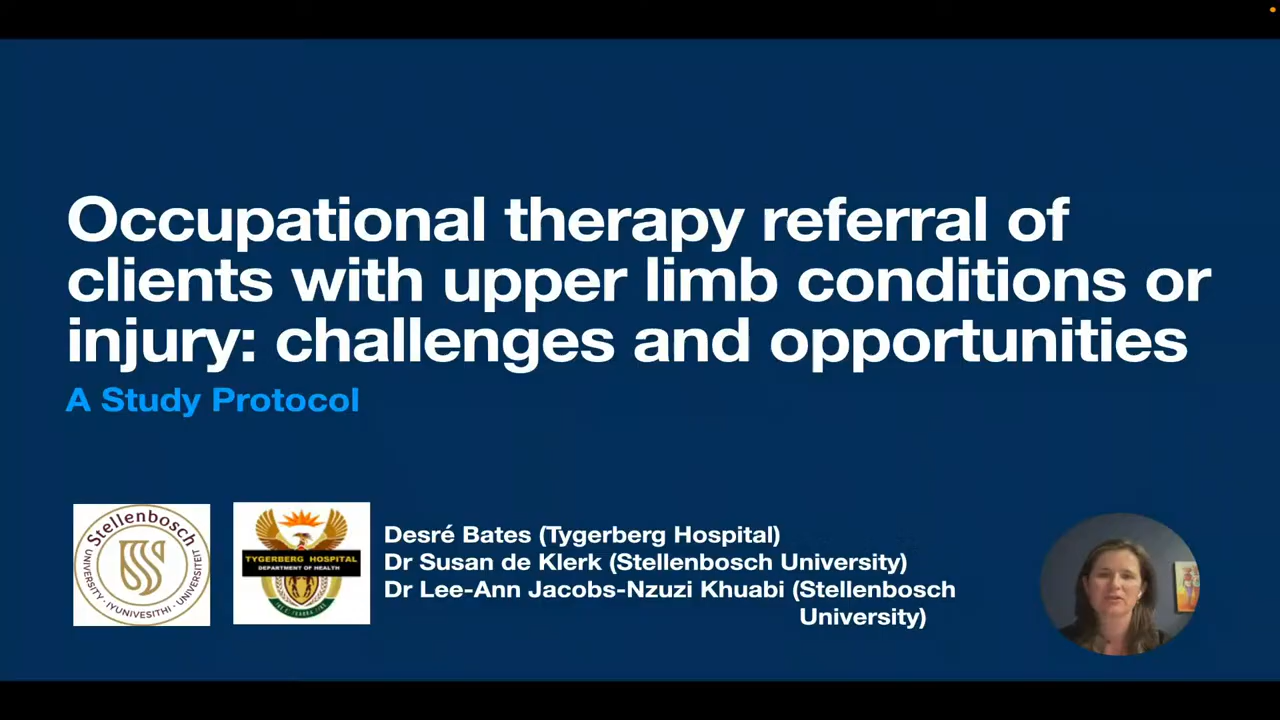 Occupational therapy referral of
clients with upper limb conditions or
injury: challenges and opportunities
A Study Protocol
Stellenbosch
UNIVERSITY · IYUNIVESITHI · UNIVERSITEIT
TYGERBERG HOSPITAL
DEPARTMENT OF HEALTH
Desré Bates (Tygerberg Hospital)
Dr Susan de Klerk (Stellenbosch University)
Dr Lee-Ann Jacobs-Nzuzi Khuabi (Stellenbosch
University)